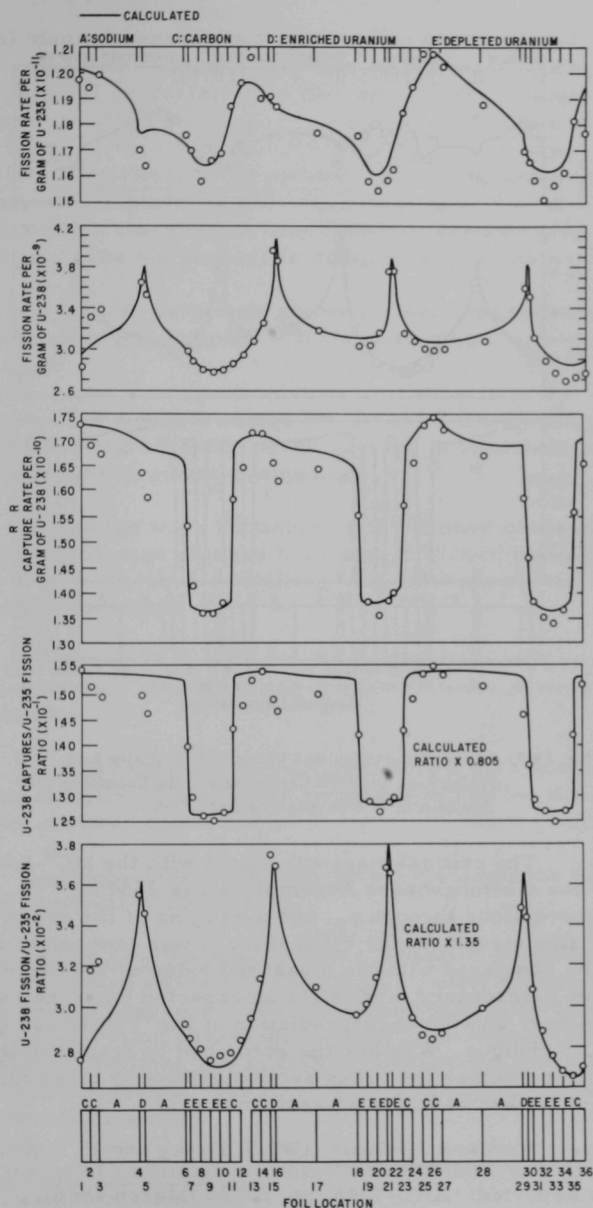 CALCULATED
A: SODIUM C: CARBON D: ENRICHED URANIUM E: DEPLETED URANIUM
FISSION RATE PER
GRAM OF U-235 (X10-11)
1.21
1.20
1.19
1.18
1.17
1.16
1.15
FISSION RATE PER
GRAM OF U-238 (X10-9)
4.2
3.8
3.4
3.0
2.6
R R
CAPTURE RATE PER
GRAM OF U-238 (X10-10)
1.75
1.70
1.65
1.60
1.55
1.50
1.45
1.40
1.35
1.30
U-238 CAPTURES/U-235 FISSION
RATIO (X10-1)
1.55
1.50
1.45
1.40
1.35
1.30
1.25
CALCULATED
RATIO X 0.805
U-238 FISSION/U-235 FISSION
RATIO (X10-2)
3.8
3.6
3.2
3.0
2.8
CALCULATED
RATIO X 1.35
C C A D A E E E E E C C C D A A E E E D E C C C A A D E E E E E C
2 4 6 8 10 12 14 16 18 20 22 24 26 28 30 32 34 36
1 3 5 7 9 11 13 15 17 19 21 23 25 27 29 31 33 35
FOIL LOCATION